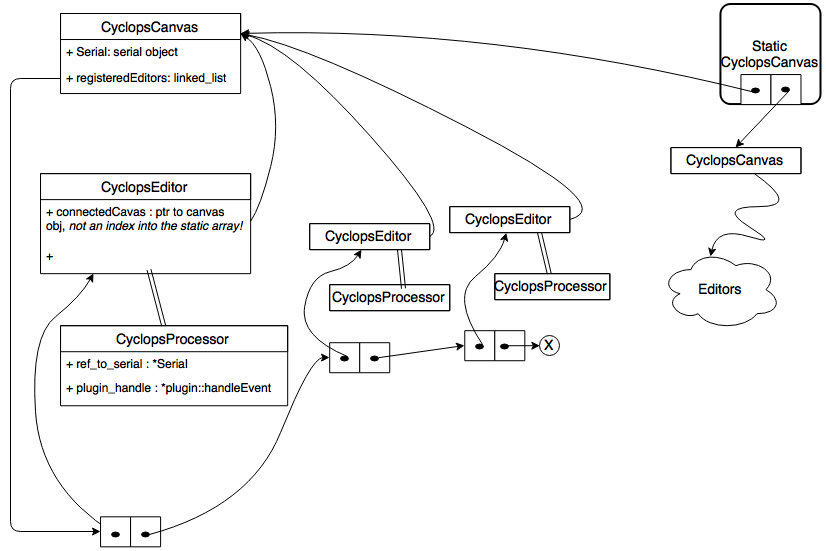 CyclopsCanvas
+ Serial: serial object
+ registeredEditors: linked_list
Static
CyclopsCanvas
CyclopsCanvas
CyclopsEditor
+ connectedCavas : ptr to canvas
obj, not an index into the static array!
+
CyclopsEditor
CyclopsProcessor
CyclopsEditor
CyclopsProcessor
Editors
CyclopsProcessor
+ ref_to_serial : *Serial
+ plugin_handle : *plugin::handleEvent
X